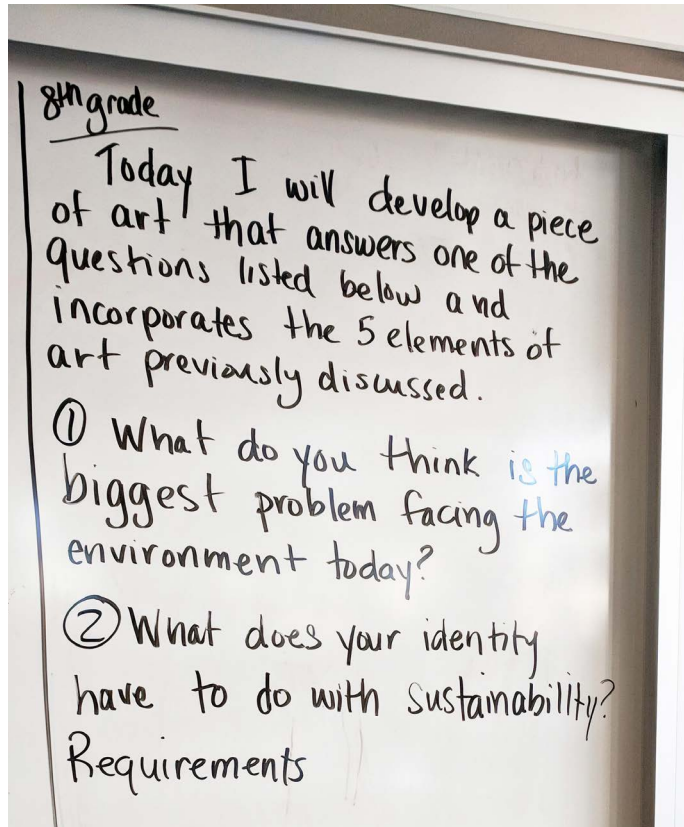 8th grade
Today I will develop a piece
of art that answers one of the
questions listed below and
incorporates the 5 elements of
art previously discussed.
① What do you think is the
biggest problem facing the
environment today?
② What does your identity
have to do with sustainability?
Requirements